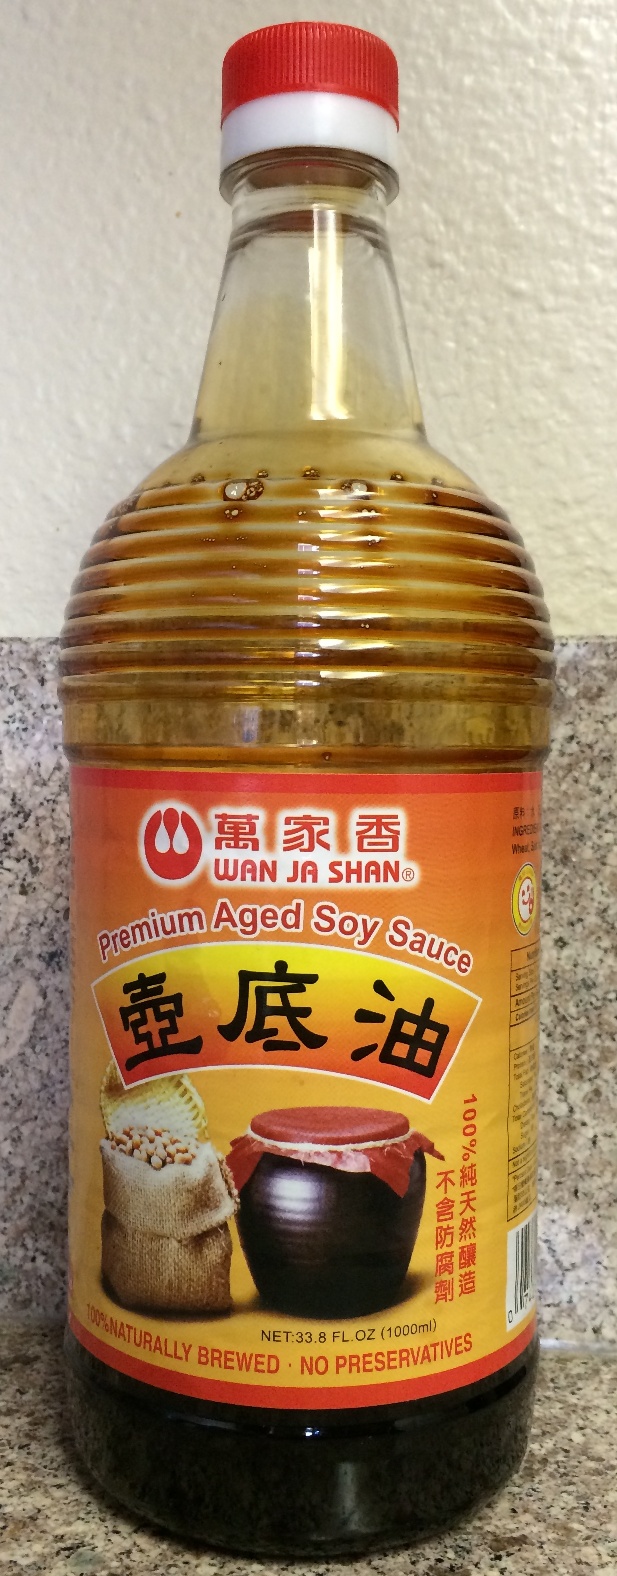 萬家香
WAN JA SHAN®
Premium Aged Soy Sauce
壺底油
100%純天然釀造
不含防腐劑
NET:33.8 FL.OZ (1000ml)
100%NATURALLY BREWED · NO PRESERVATIVES